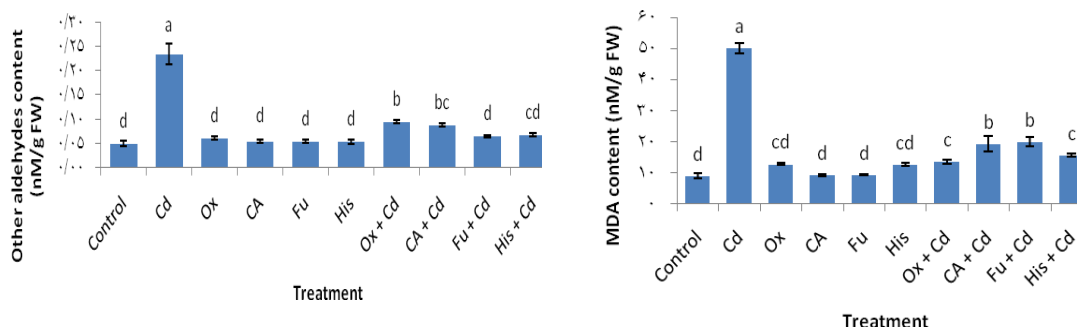 Other aldehydes content
(nM/g FW)
۰/۳۰
۰/۲۵
۰/۲۰
۰/۱۵
۰/۱۰
۰/۰۵
۰/۰۰
d
a
d
d
d
d
b
bc
d
cd
Control
Cd
Ox
CA
Fu
His
Ox + Cd
CA + Cd
Fu + Cd
His + Cd
Treatment
MDA content (nM/g FW)
۶۰
۵۰
۴۰
۳۰
۲۰
۱۰
۰
d
a
cd
d
d
cd
c
b
b
c
Control
Cd
Ox
CA
Fu
His
Ox + Cd
CA + Cd
Fu + Cd
His + Cd
Treatment